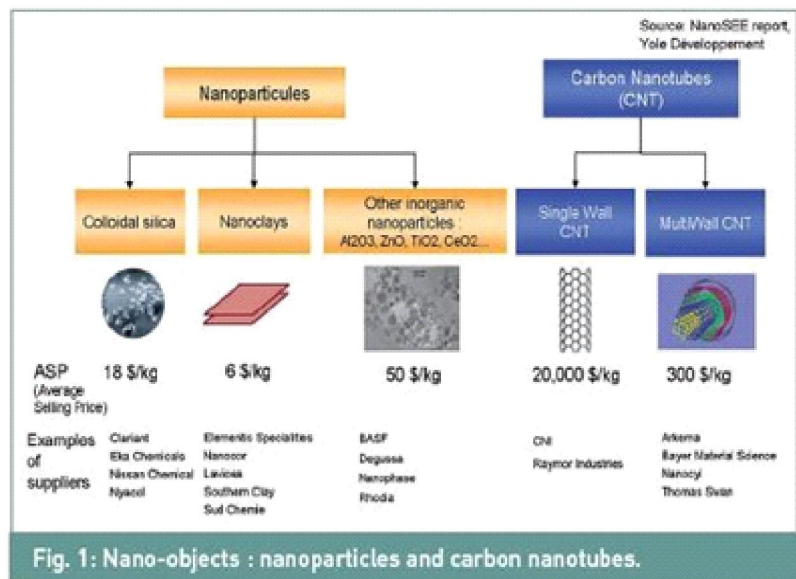 Source: NanoSEE report,
Yole Développement
Nanoparticules
Carbon Nanotubes
(CNT)
Colloidal silica
Nanoclays
Other inorganic
nanoparticles :
Al2O3, ZnO, TiO2, CeO2...
Single Wall
CNT
MultiWall CNT
ASP
(Average
Selling Price)
18 $/kg
6 $/kg
50 $/kg
20,000 $/kg
300 $/kg
Examples
of
suppliers
Clariant
Eka Chemicals
Nissan Chemical
Nyacol
Elementis Specialities
Nanocor
Laviosa
Southern Clay
Sud Chemie
BASF
Degussa
Nanophase
Rhodia
CNI
Raymor Industries
Arkema
Bayer Material Science
Nanocyl
Thomas Swan
Fig. 1: Nano-objects : nanoparticles and carbon nanotubes.